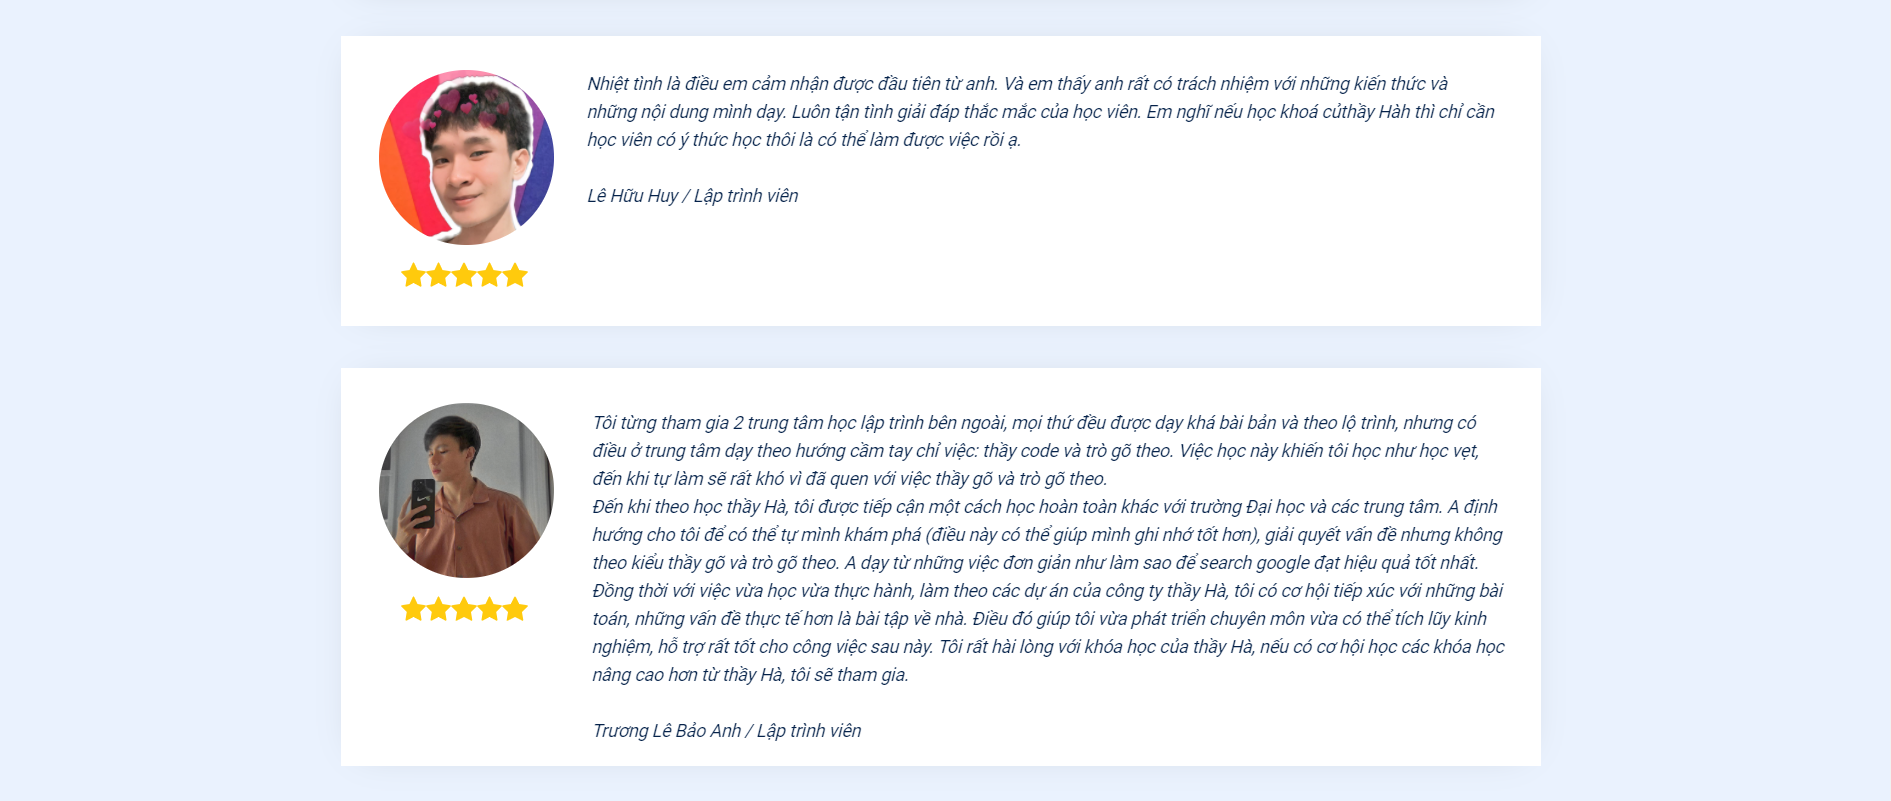 Nhiệt tình là điều em cảm nhận được đầu tiên từ anh. Và em thấy anh rất có trách nhiệm với những kiến thức và
những nội dung mình dạy. Luôn tận tình giải đáp thắc mắc của học viên. Em nghĩ nếu học khoá củthầy Hàh thì chỉ cần
học viên có ý thức học thôi là có thể làm được việc rồi ạ.
Lê Hữu Huy / Lập trình viên
Tôi từng tham gia 2 trung tâm học lập trình bên ngoài, mọi thứ đều được dạy khá bài bản và theo lộ trình, nhưng có
điều ở trung tâm dạy theo hướng cầm tay chỉ việc: thầy code và trò gõ theo. Việc học này khiến tôi học như học vẹt,
đến khi tự làm sẽ rất khó vì đã quen với việc thầy gõ và trò gõ theo.
Đến khi theo học thầy Hà, tôi được tiếp cận một cách học hoàn toàn khác với trường Đại học và các trung tâm. A định
hướng cho tôi để có thể tự mình khám phá (điều này có thể giúp mình ghi nhớ tốt hơn), giải quyết vấn đề nhưng không
theo kiểu thầy gõ và trò gõ theo. A dạy từ những việc đơn giản như làm sao để search google đạt hiệu quả tốt nhất.
Đồng thời với việc vừa học vừa thực hành, làm theo các dự án của công ty thầy Hà, tôi có cơ hội tiếp xúc với những bài
toán, những vấn đề thực tế hơn là bài tập về nhà. Điều đó giúp tôi vừa phát triển chuyên môn vừa có thể tích lũy kinh
nghiệm, hỗ trợ rất tốt cho công việc sau này. Tôi rất hài lòng với khóa học của thầy Hà, nếu có cơ hội học các khóa học
nâng cao hơn từ thầy Hà, tôi sẽ tham gia.
Trương Lê Bảo Anh / Lập trình viên